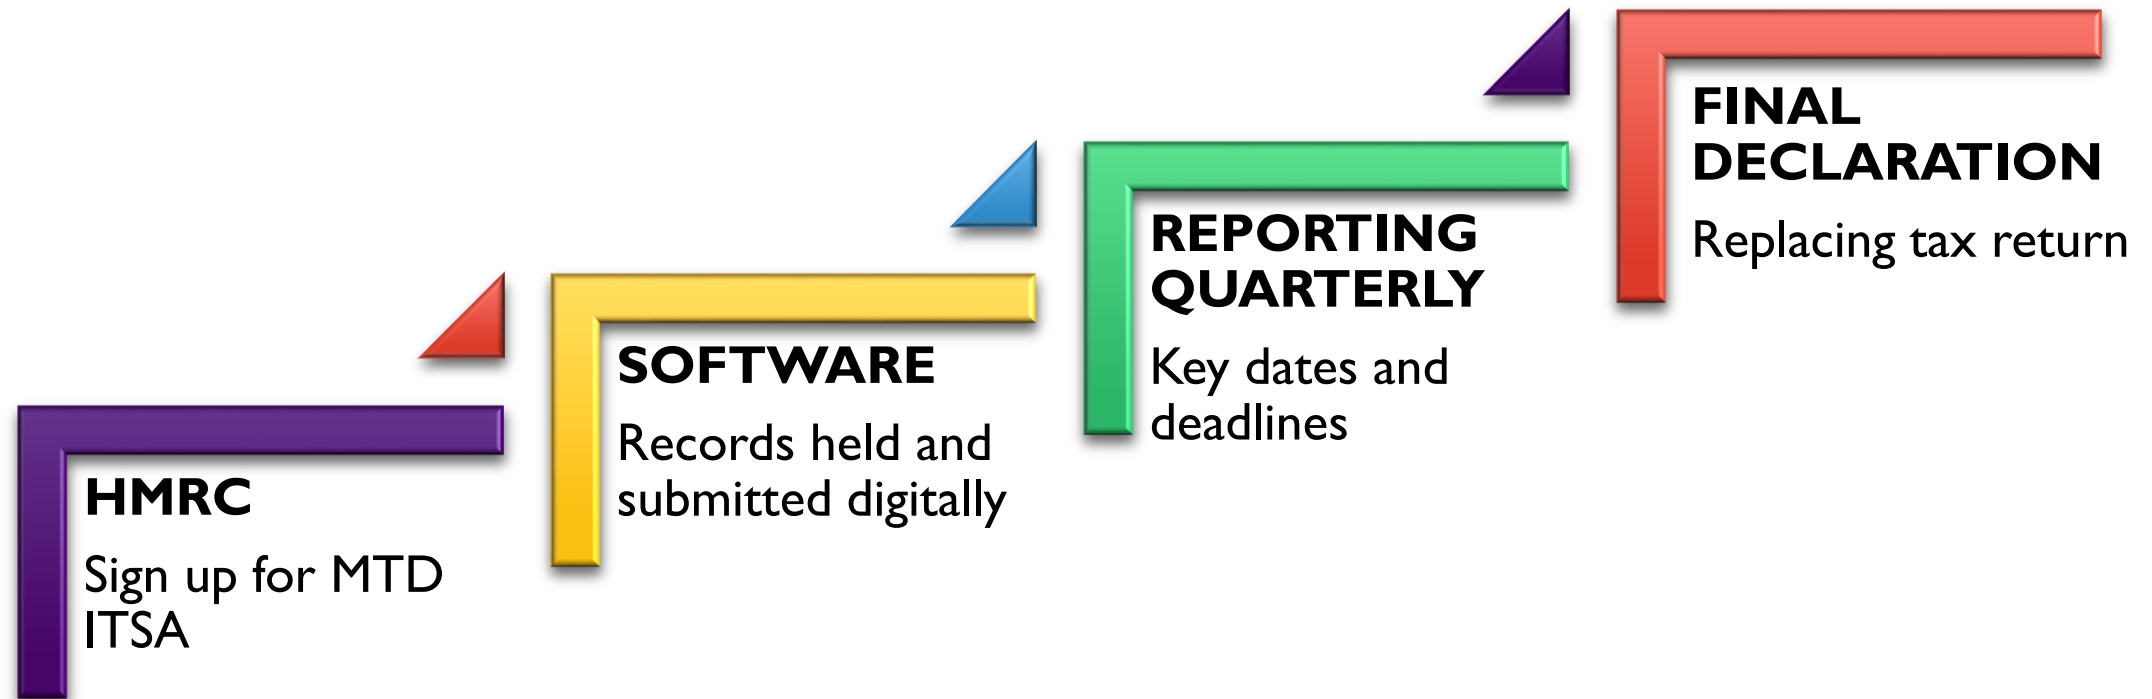 HMRC
Sign up for MTD
ITSA
SOFTWARE
Records held and
submitted digitally
REPORTING
QUARTERLY
Key dates and
deadlines
FINAL
DECLARATION
Replacing tax return